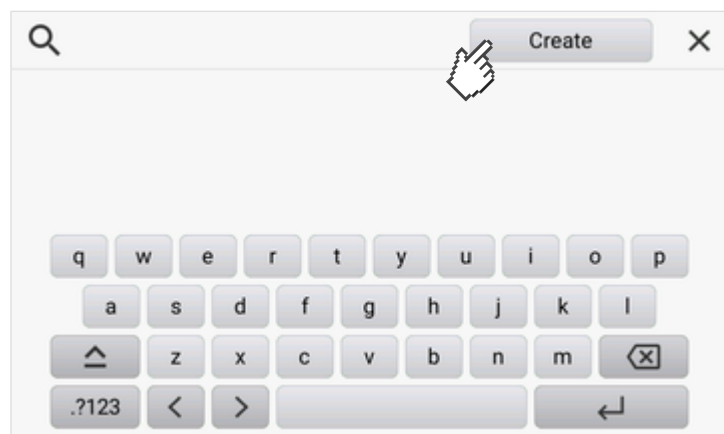 Create
q w e r t y u i o p
a s d f g h j k l
z x c v b n m
.?123 < >